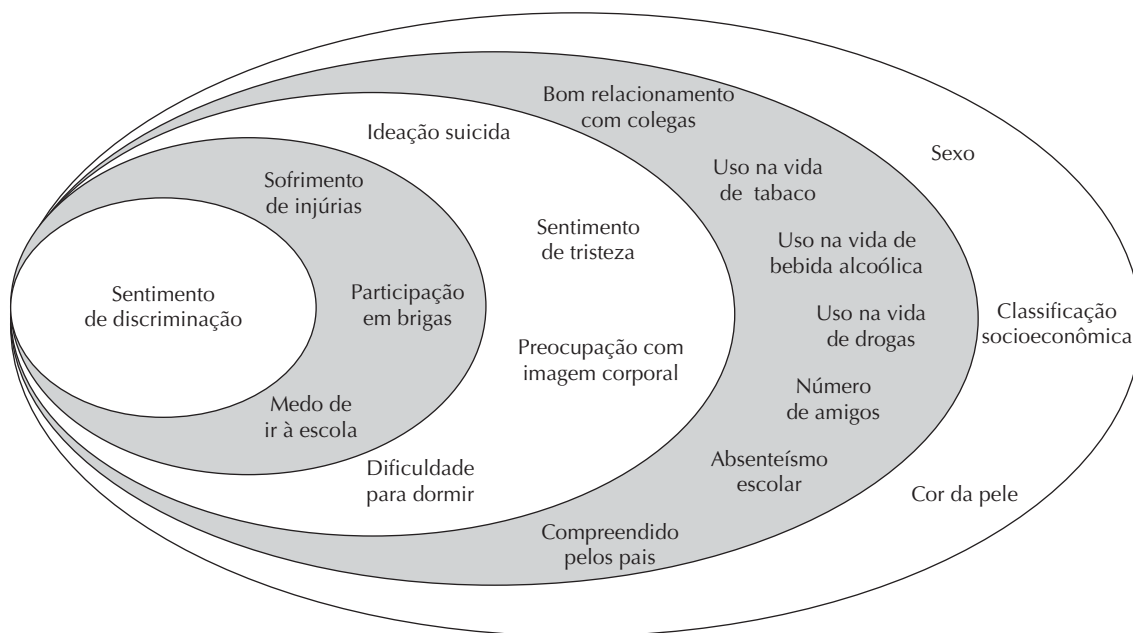 Bom relacionamento
com colegas
Ideação suicida
Sexo
Uso na vida
de tabaco
Sofrimento
de injúrias
Sentimento
de tristeza
Uso na vida de
bebida alcoólica
Sentimento
de discriminação
Participação
em brigas
Uso na vida
de drogas
Classificação
socioeconômica
Preocupação com
imagem corporal
Número
de amigos
Medo de
ir à escola
Dificuldade
para dormir
Absenteísmo
escolar
Cor da pele
Compreendido
pelos pais